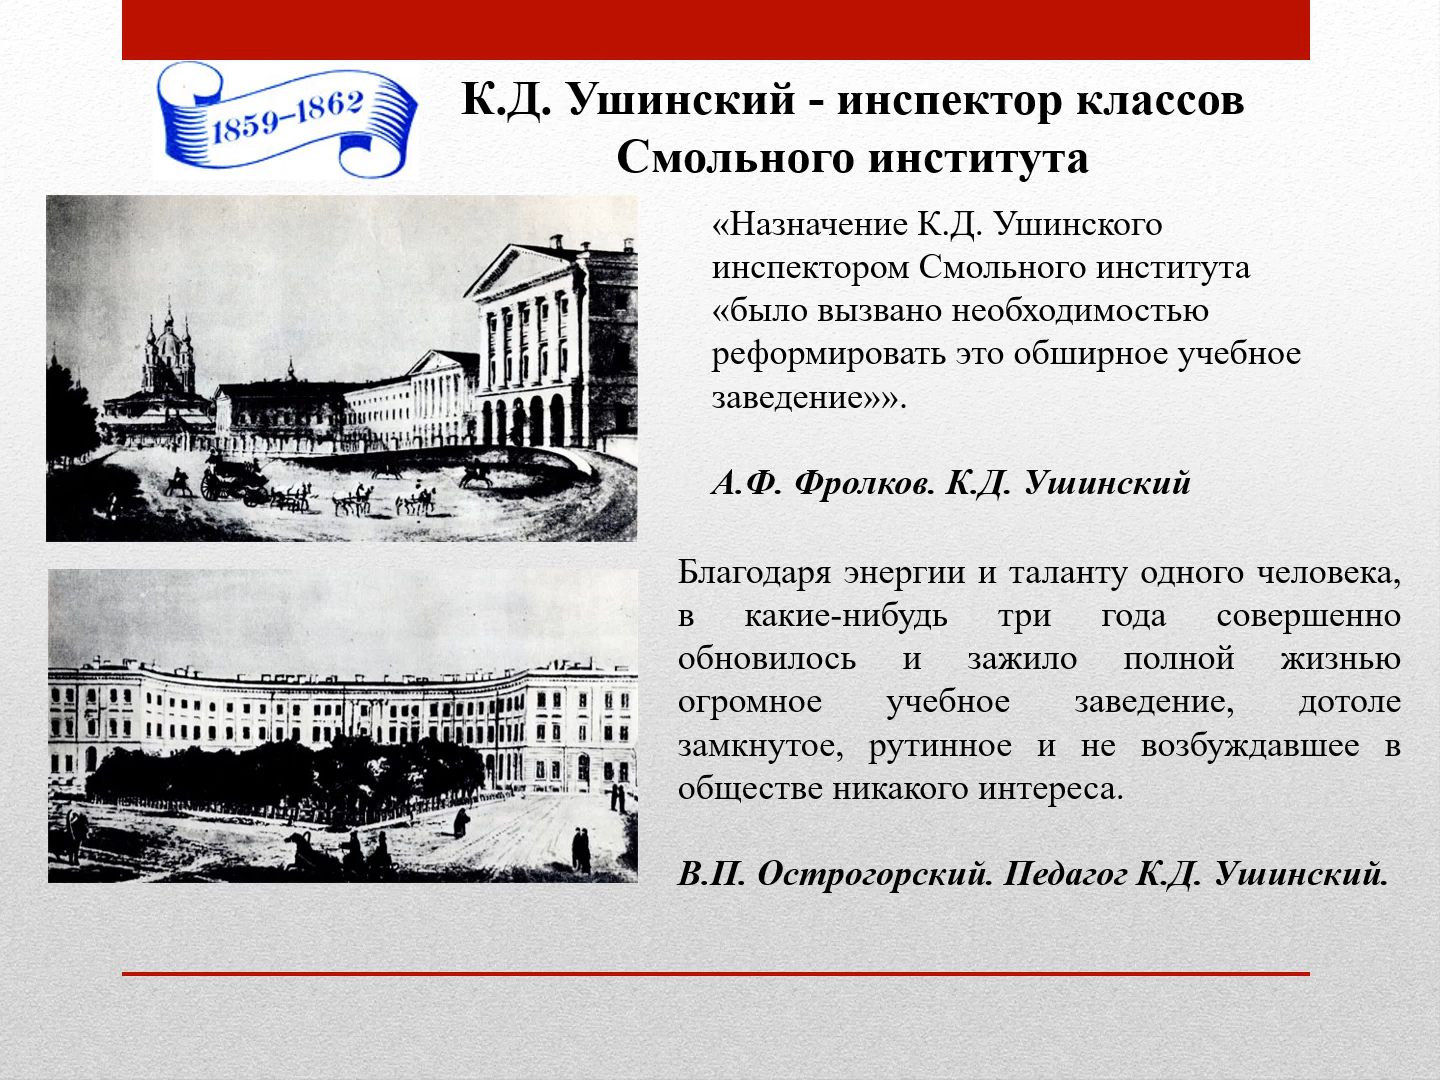 1859–1862
К.Д. Ушинский - инспектор классов
Смольного института
«Назначение К.Д. Ушинского
инспектором Смольного института
«было вызвано необходимостью
реформировать это обширное учебное
заведение»».
А.Ф. Фролков. К.Д. Ушинский
Благодаря энергии и таланту одного человека,
в какие-нибудь три года совершенно
обновилось и зажило полной жизнью
огромное учебное заведение, дотоле
замкнутое, рутинное и не возбуждавшее в
обществе никакого интереса.
В.П. Острогорский. Педагог К.Д. Ушинский.